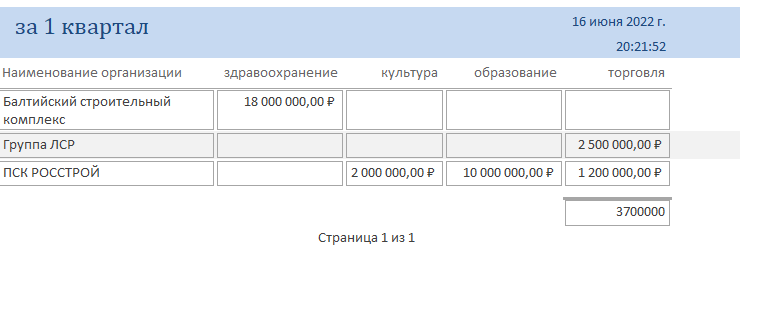 за 1 квартал
16 июня 2022 г.
20:21:52
Наименование организации здравоохранение культура образование торговля
Балтийский строительный комплекс 18 000 000,00 ₽
Группа ЛСР 2 500 000,00 ₽
ПСК РОССТРОЙ 2 000 000,00 ₽ 10 000 000,00 ₽ 1 200 000,00 ₽
3700000
Страница 1 из 1